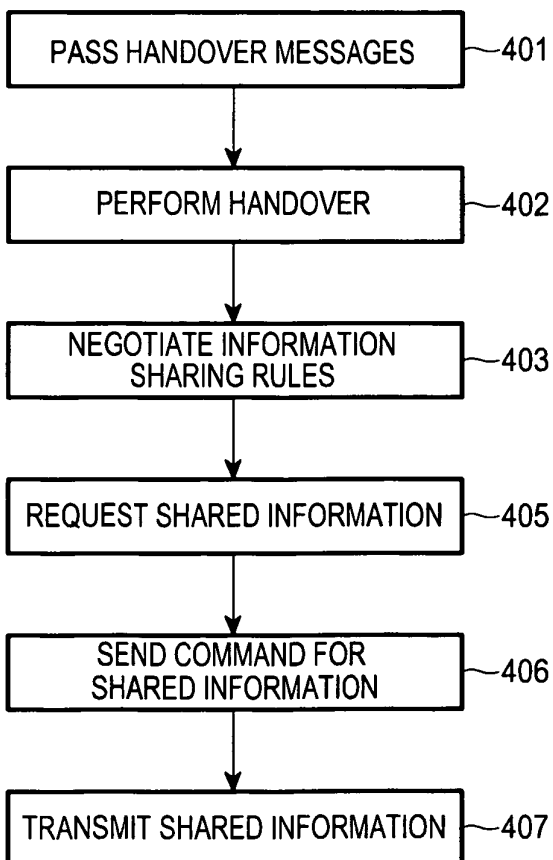 PASS HANDOVER MESSAGES 401
PERFORM HANDOVER 402
NEGOTIATE INFORMATION
SHARING RULES 403
REQUEST SHARED INFORMATION 405
SEND COMMAND FOR
SHARED INFORMATION 406
TRANSMIT SHARED INFORMATION 407